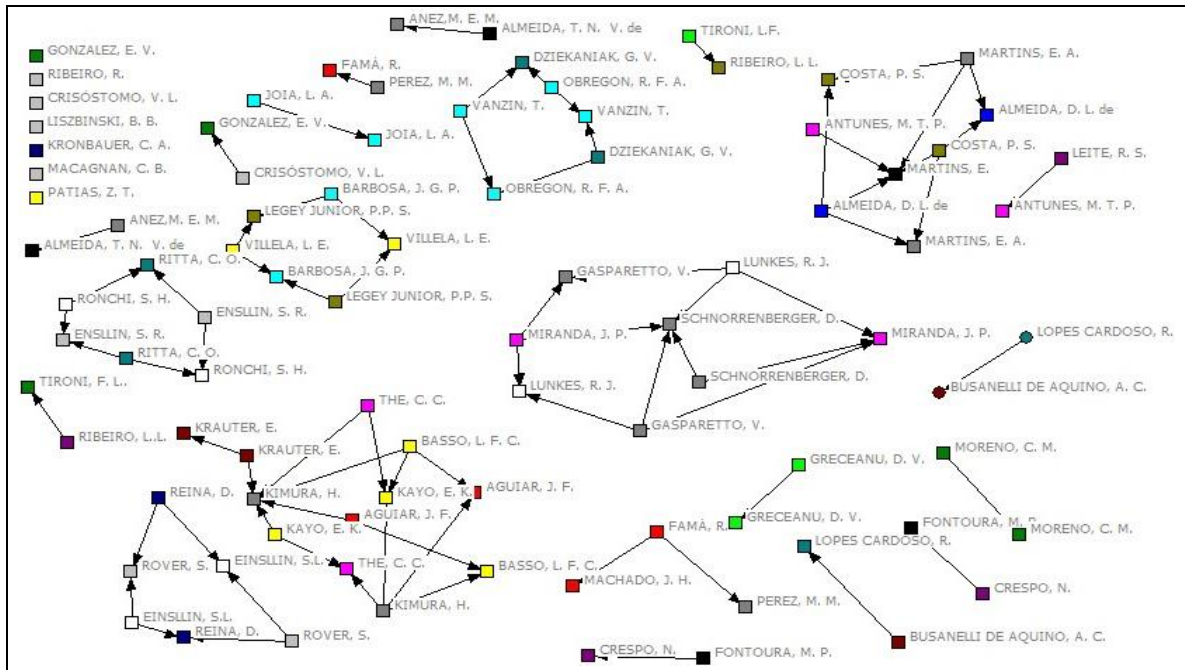 GONZALEZ, E. V.
RIBEIRO, R.
CRISÓSTOMO, V. L.
LISZBINSKI, B. B.
KRONBAUER, C. A.
MACAGNAN, C. B.
PATIAS, Z. T.
ANEZ,M. E. M.
ALMEIDA, T. N. V. de
FAMÁ, R.
PEREZ, M. M.
JOIA, L. A.
JOIA, L. A.
GONZALEZ, E. V.
CRISÓSTOMO, V. L.
DZIEKANIAK, G. V.
OBREGON, R. F. A.
VANZIN, T.
VANZIN, T.
DZIEKANIAK, G. V.
OBREGON, R. F. A.
TIRONI, L.F.
RIBEIRO, L. L.
MARTINS, E. A.
COSTA, P. S.
ALMEIDA, D. L. de
ANTUNES, M. T. P.
COSTA, P. S.
MARTINS, E.
LEITE, R. S.
ALMEIDA, D. L. de
ANTUNES, M. T. P.
MARTINS, E. A.
BARBOSA, J. G. P.
LEGEY JUNIOR, P.P. S.
VILLELA, L. E.
VILLELA, L. E.
BARBOSA, J. G. P.
LEGEY JUNIOR, P.P. S.
ANEZ,M. E. M.
ALMEIDA, T. N. V. de
RITTA, C. O.
RONCHI, S. H.
ENSLLIN, S. R.
ENSLLIN, S. R.
RITTA, C. O.
RONCHI, S. H.
GASPARETTO, V.
LUNKES, R. J.
SCHNORRENBERGER, D.
MIRANDA, J. P.
MIRANDA, J. P.
LUNKES, R. J.
SCHNORRENBERGER, D.
GASPARETTO, V.
LOPES CARDOSO, R.
BUSANELLI DE AQUINO, A. C.
TIRONI, F. L.
RIBEIRO, L.L.
THE, C. C.
KRAUTER, E.
KRAUTER, E.
BASSO, L. F. C.
REINA, D.
KIMURA, H.
KAYO, E. K.
AGUIAR, J. F.
AGUIAR, J. F.
KAYO, E. K.
ROVER, S.
EINSLLIN, S.L.
THE, C. C.
BASSO, L. F. C.
KIMURA, H.
EINSLLIN, S.L.
REINA, D.
ROVER, S.
GRECEANU, D. V.
MORENO, C. M.
GRECEANU, D. V.
FAMÁ, R.
FONTOURA, M.
MORENO, C. M.
LOPES CARDOSO, R.
MACHADO, J. H.
CRESPO, N.
PEREZ, M. M.
BUSANELLI DE AQUINO, A. C.
CRESPO, N.
FONTOURA, M. P.